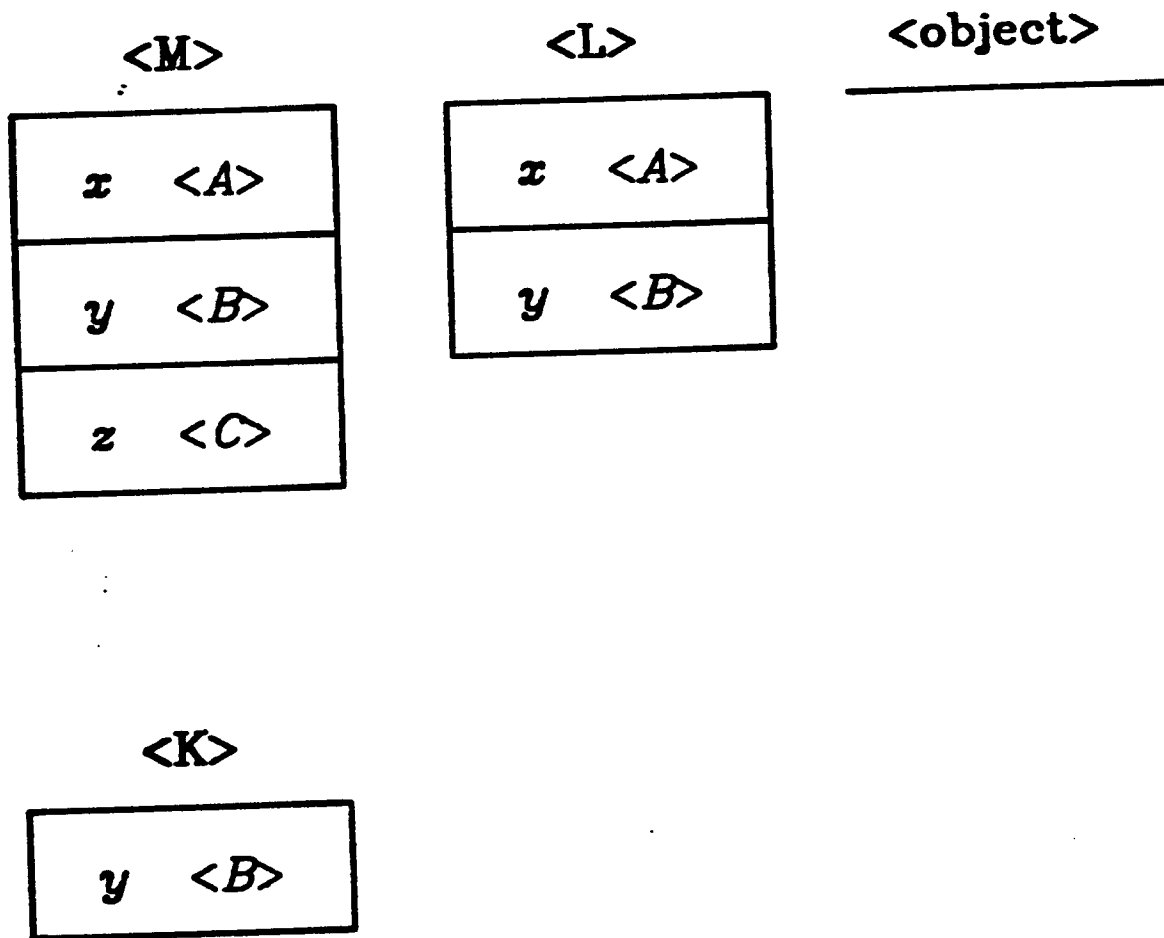 <M>
x <A>
y <B>
z <C>
<L>
x <A>
y <B>
<object>
<K>
y <B>